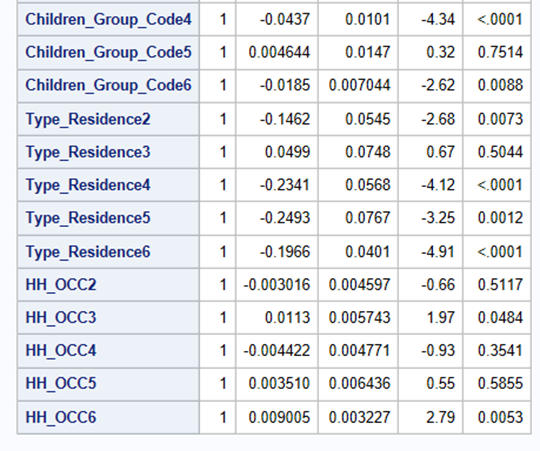 Children_Group_Code4 1 -0.0437 0.0101 -4.34 <.0001
Children_Group_Code5 1 0.004644 0.0147 0.32 0.7514
Children_Group_Code6 1 -0.0185 0.007044 -2.62 0.0088
Type_Residence2 1 -0.1462 0.0545 -2.68 0.0073
Type_Residence3 1 0.0499 0.0748 0.67 0.5044
Type_Residence4 1 -0.2341 0.0568 -4.12 <.0001
Type_Residence5 1 -0.2493 0.0767 -3.25 0.0012
Type_Residence6 1 -0.1966 0.0401 -4.91 <.0001
HH_OCC2 1 -0.003016 0.004597 -0.66 0.5117
HH_OCC3 1 0.0113 0.005743 1.97 0.0484
HH_OCC4 1 -0.004422 0.004771 -0.93 0.3541
HH_OCC5 1 0.003510 0.006436 0.55 0.5855
HH_OCC6 1 0.009005 0.003227 2.79 0.0053